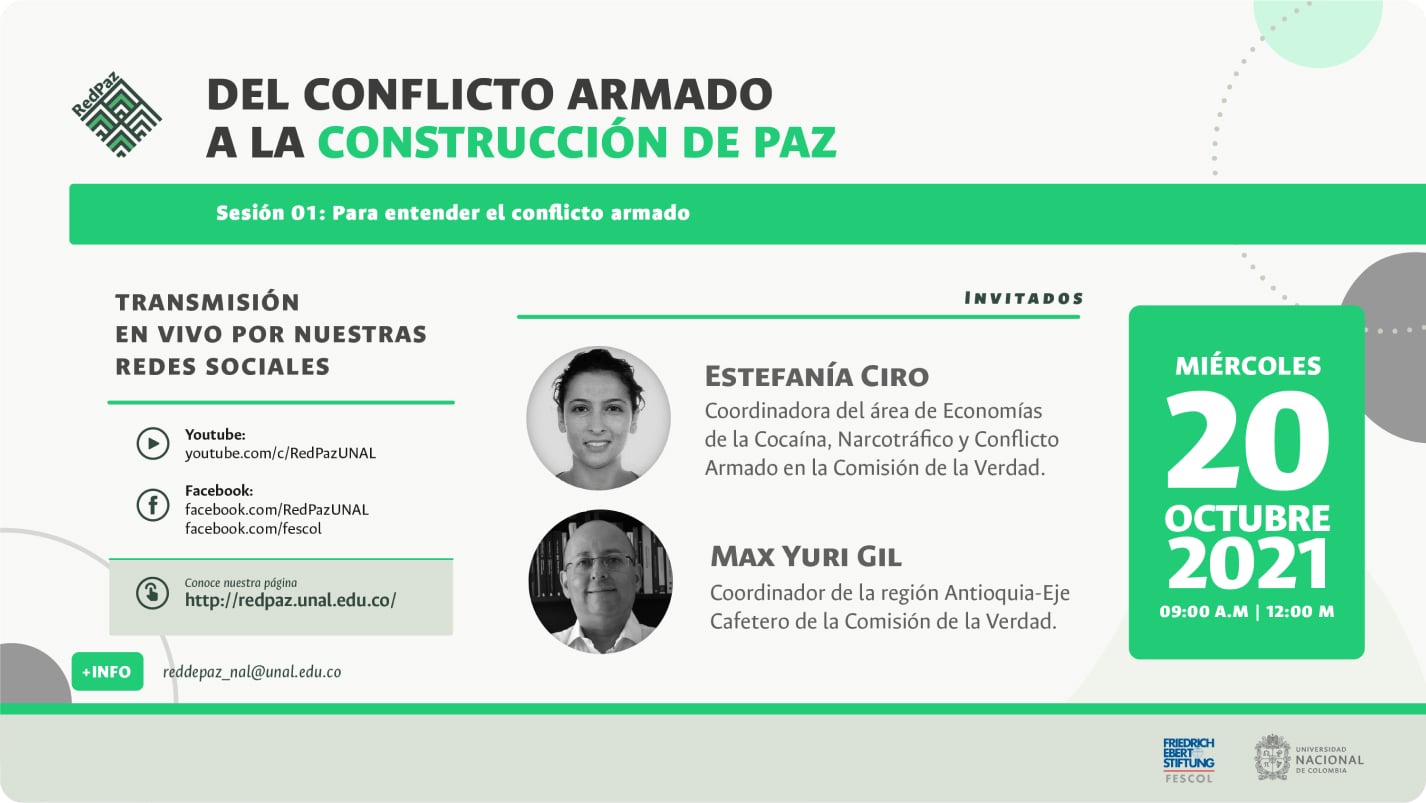 RedPaz
DEL CONFLICTO ARMADO
A LA CONSTRUCCIÓN DE PAZ
Sesión 01: Para entender el conflicto armado
TRANSMISIÓN
EN VIVO POR NUESTRAS
REDES SOCIALES
Youtube:
youtube.com/c/RedPazUNAL
Facebook:
facebook.com/RedPazUNAL
facebook.com/fescol
Conoce nuestra página
http://redpaz.unal.edu.co/
+INFO reddepaz_nal@unal.edu.co
INVITADOS
ESTEFANÍA CIRO
Coordinadora del área de Economías
de la Cocaína, Narcotráfico y Conflicto
Armado en la Comisión de la Verdad.
MAX YURI GIL
Coordinador de la región Antioquia-Eje
Cafetero de la Comisión de la Verdad.
MIÉRCOLES
20
OCTUBRE
2021
09:00 A.M | 12:00 M
FRIEDRICH
EBERT
STIFTUNG
FESCOL
UNIVERSIDAD
NACIONAL
DE COLOMBIA